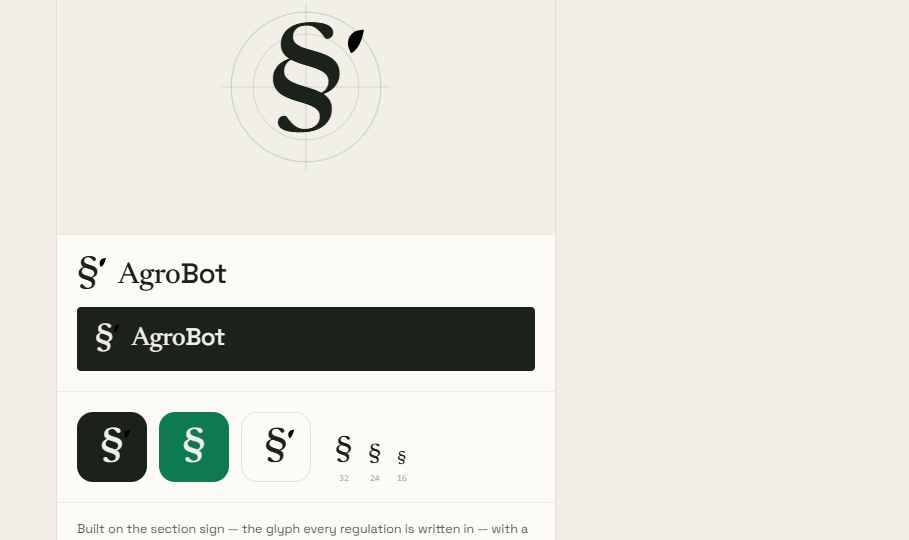 §
§ AgroBot
§ AgroBot
§ § § § § §
32 24 16
Built on the section sign — the glyph every regulation is written in — with a